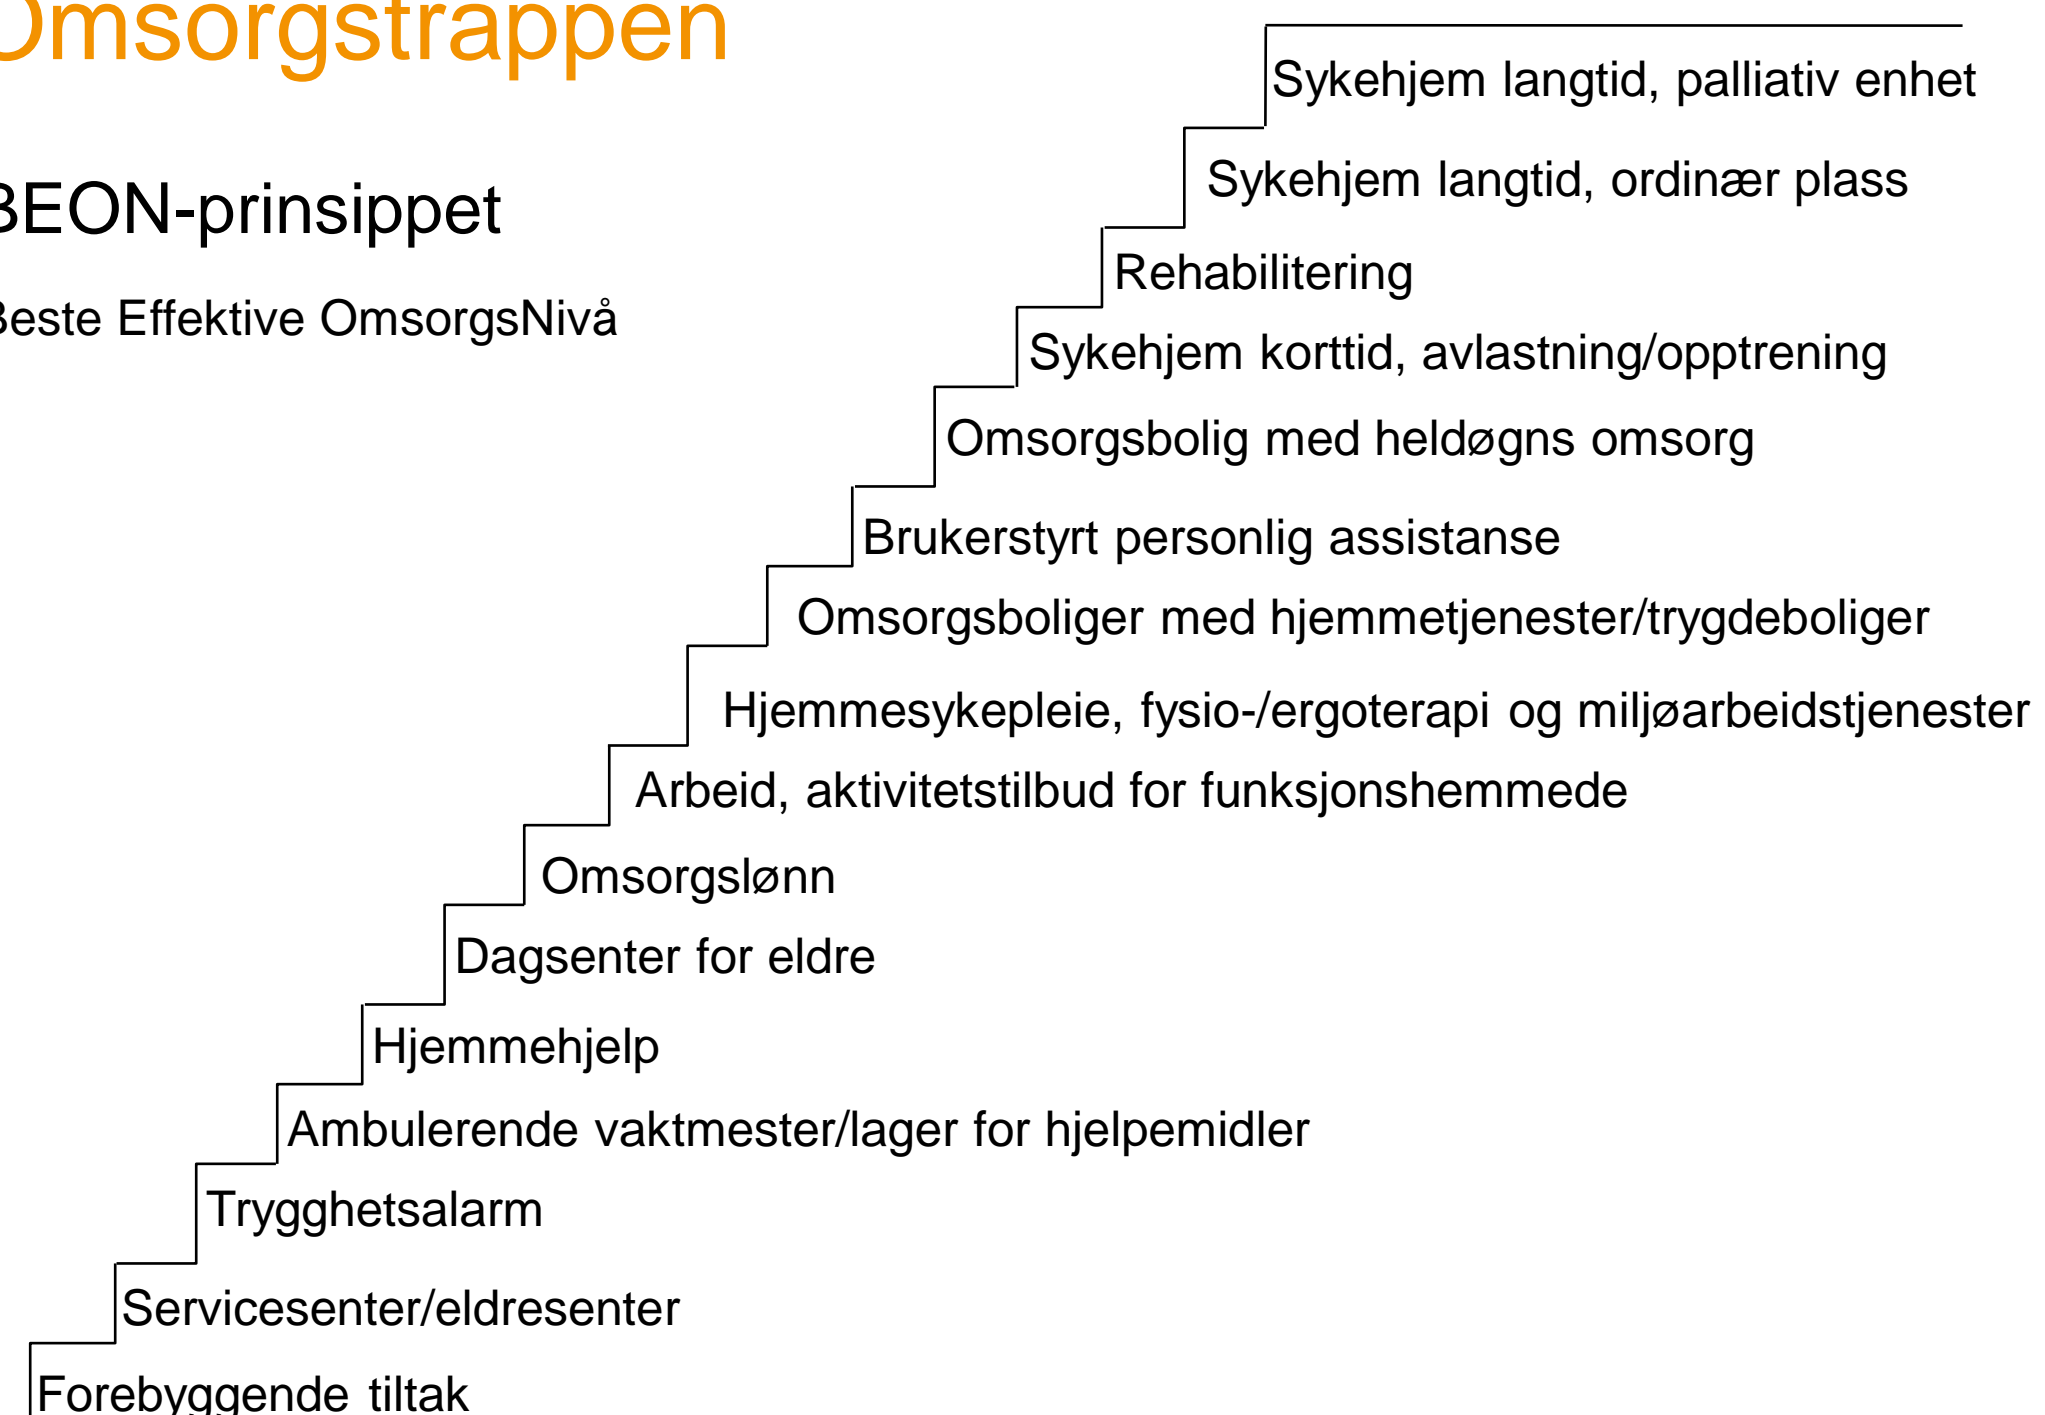 Omsorgstrappen
BEON-prinsippet
Beste Effektive OmsorgsNivå
Sykehjem langtid, palliativ enhet
Sykehjem langtid, ordinær plass
Rehabilitering
Sykehjem korttid, avlastning/opptrening
Omsorgsbolig med heldøgns omsorg
Brukerstyrt personlig assistanse
Omsorgsboliger med hjemmetjenester/trygdeboliger
Hjemmesykepleie, fysio-/ergoterapi og miljøarbeidstjenester
Arbeid, aktivitetstilbud for funksjonshemmede
Omsorgslønn
Dagsenter for eldre
Hjemmehjelp
Ambulerende vaktmester/lager for hjelpemidler
Trygghetsalarm
Servicesenter/eldresenter
Forebyggende tiltak